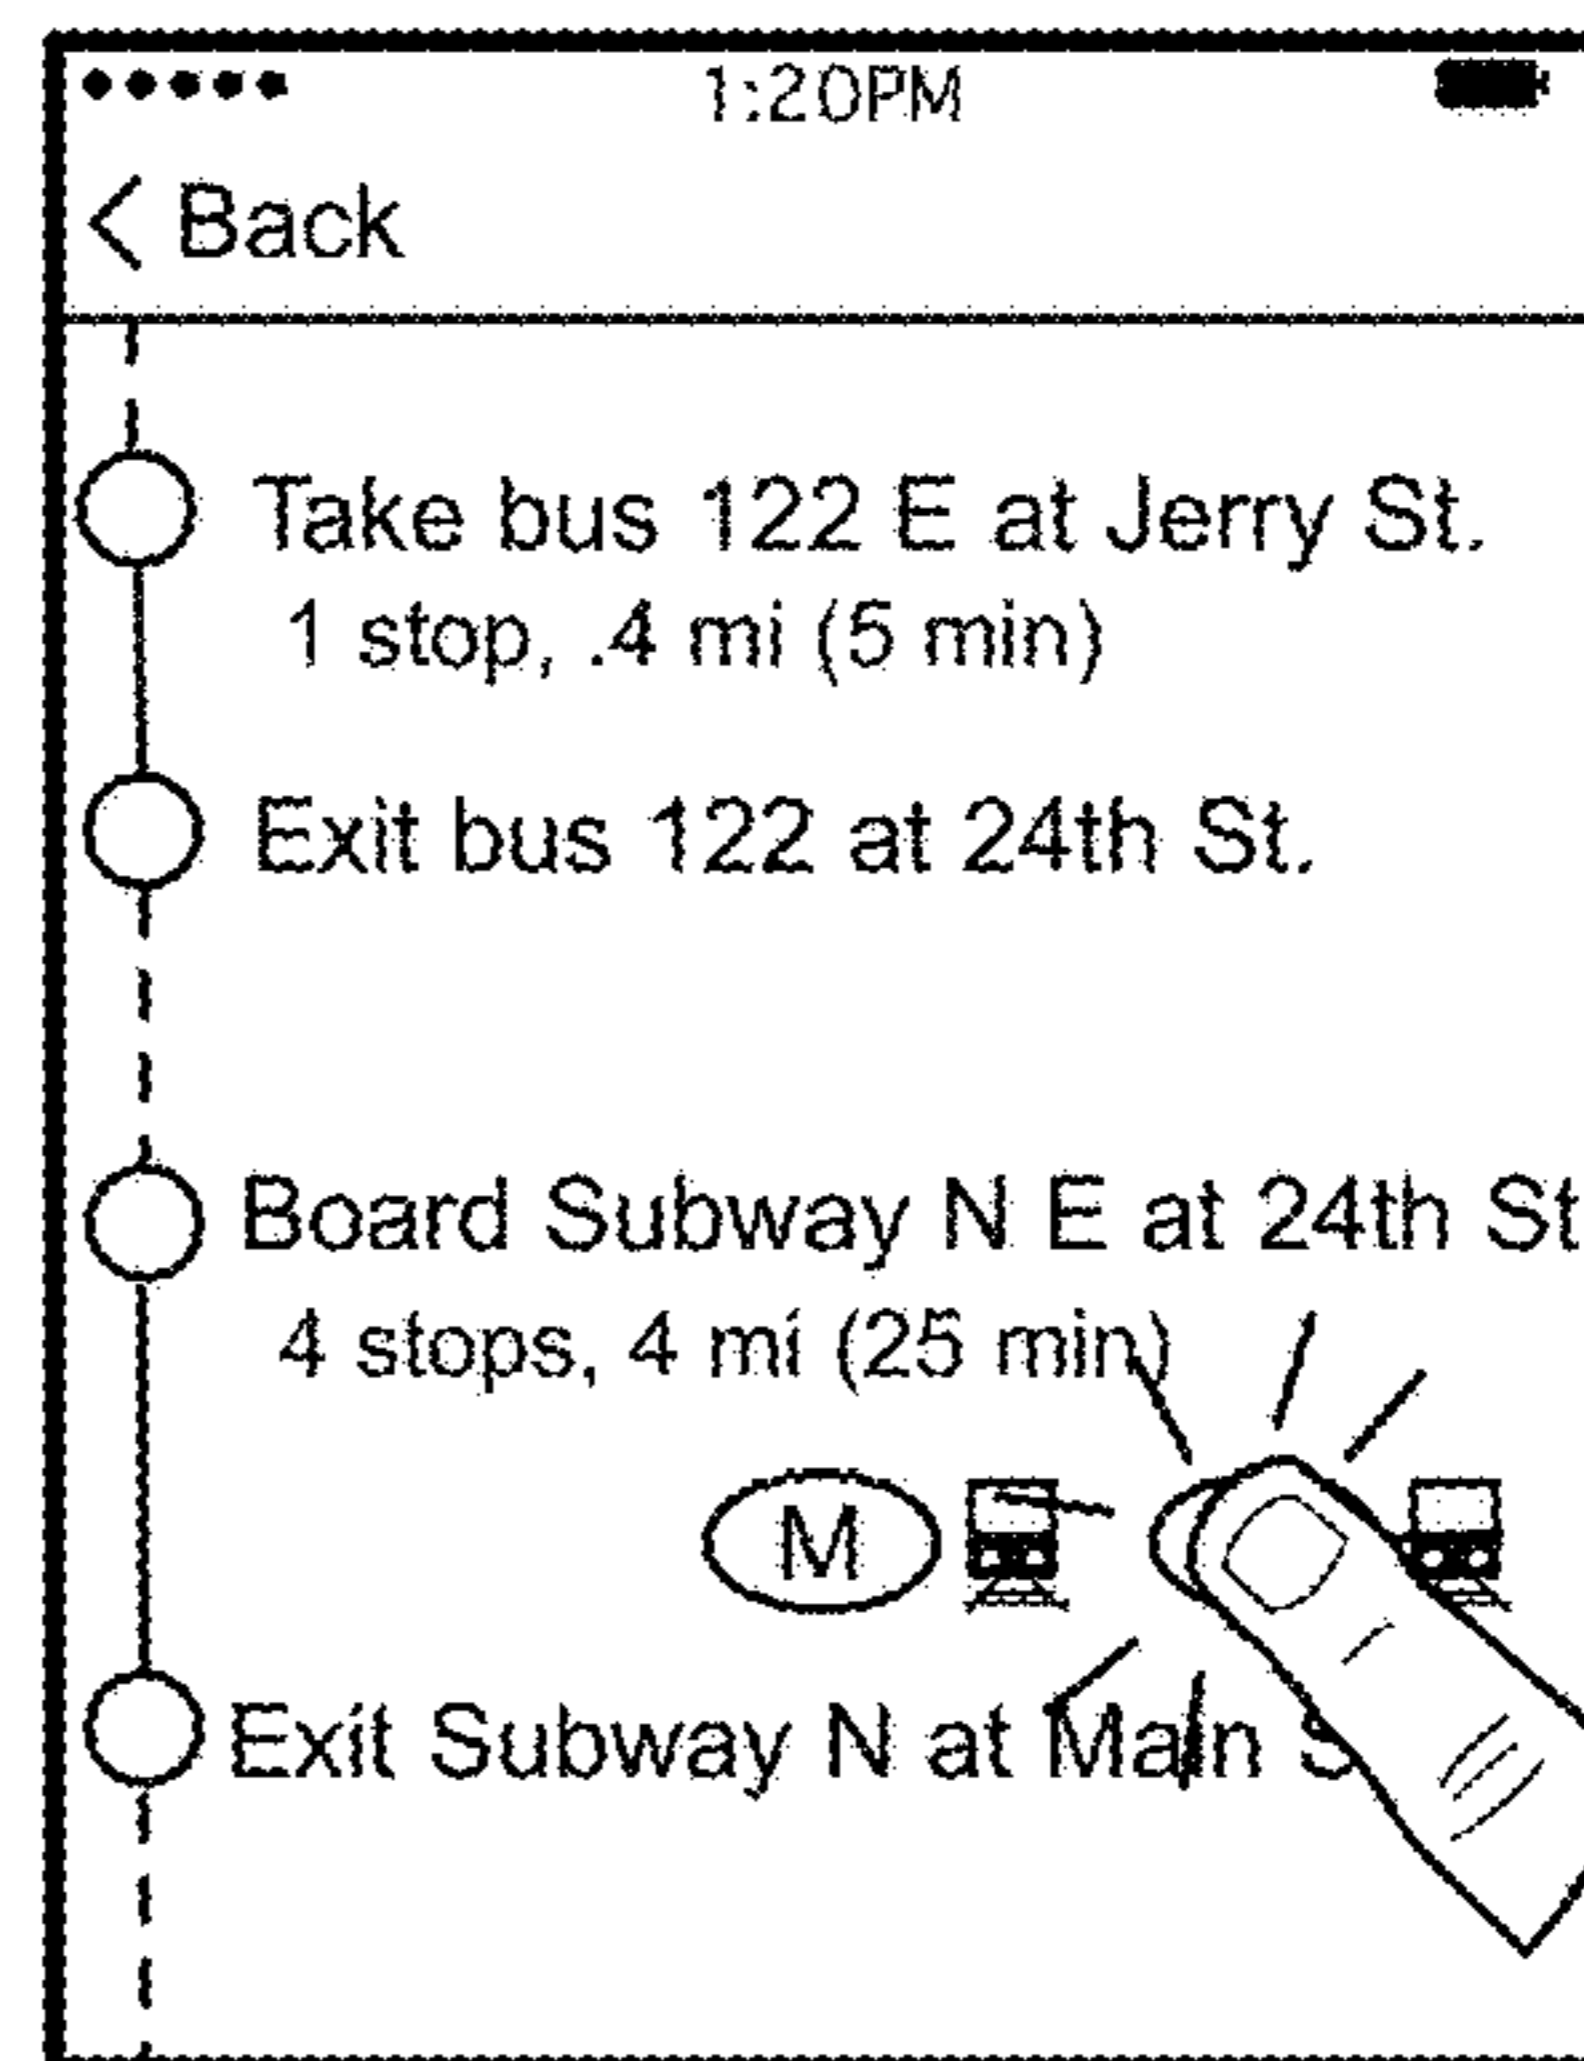 1:20PM
< Back
Take bus 122 E at Jerry St.
1 stop, .4 mi (5 min)
Exit bus 122 at 24th St.
Board Subway N E at 24th St
4 stops, 4 mi (25 min)
M
Exit Subway N at Main